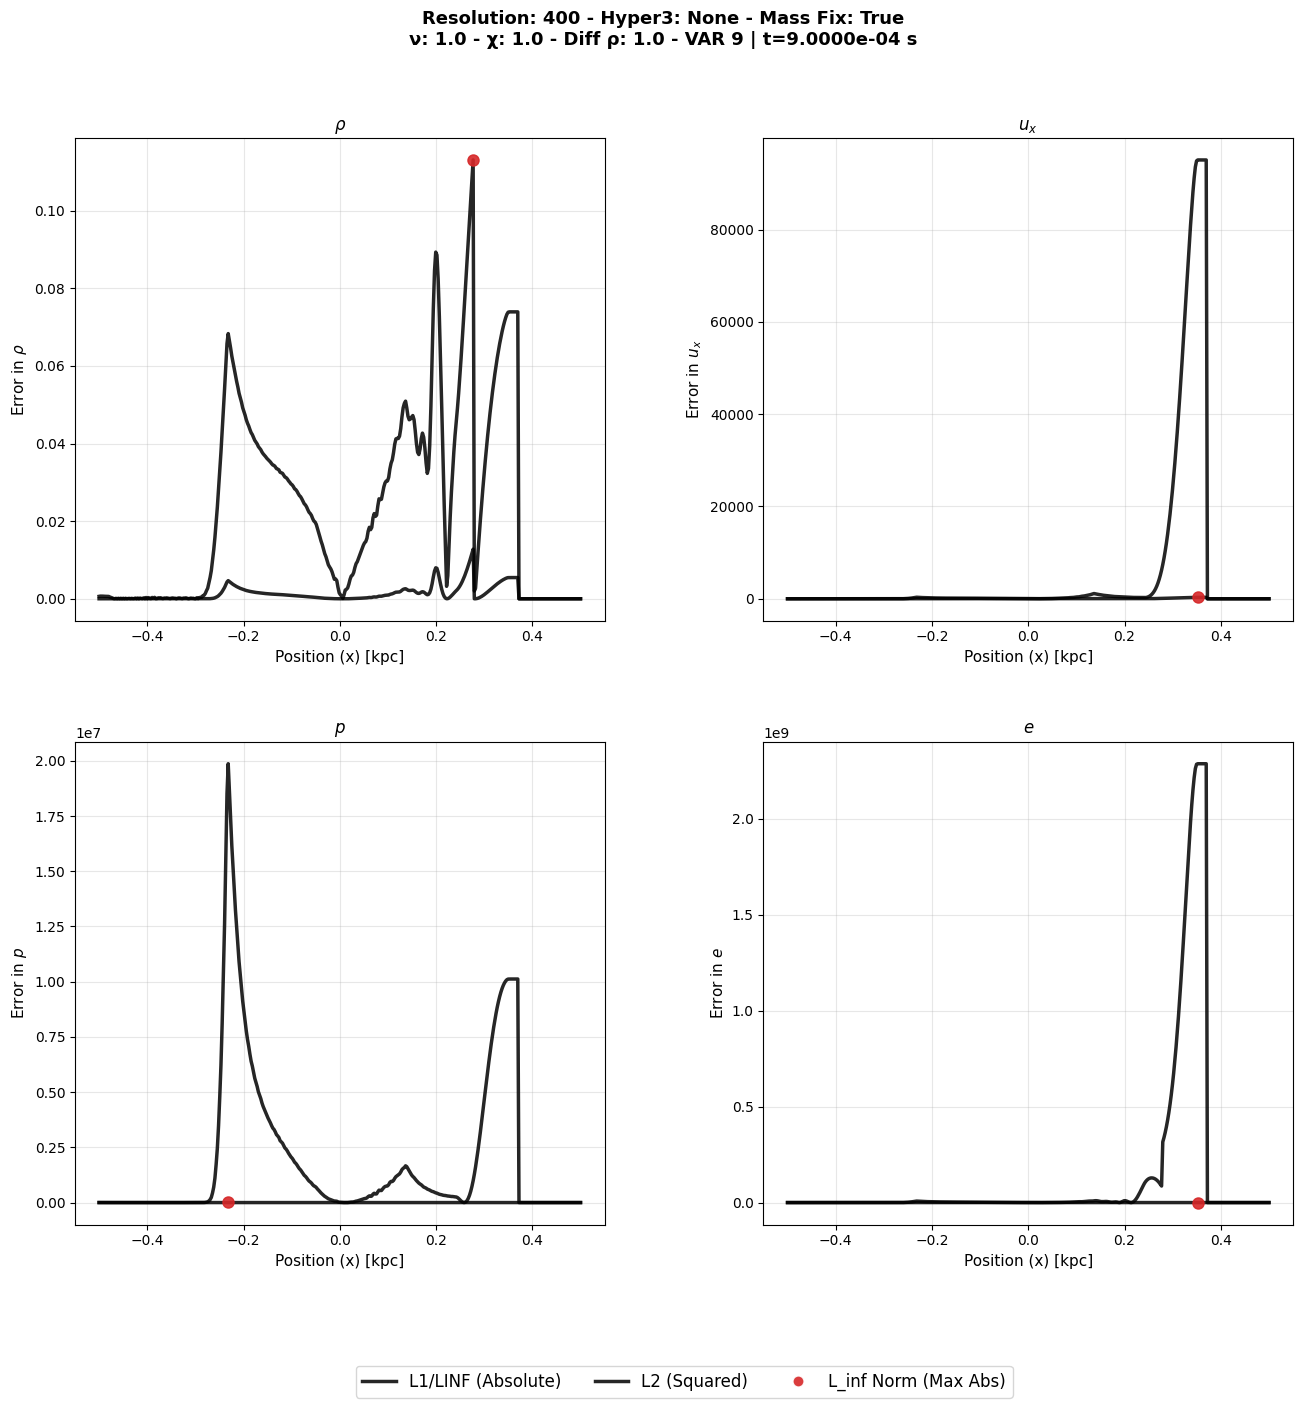 Resolution: 400 - Hyper3: None - Mass Fix: True
ν: 1.0 - χ: 1.0 - Diff ρ: 1.0 - VAR 9 | t=9.0000e-04 s
ρ
Error in ρ
0.10
0.08
0.06
0.04
0.02
0.00
−0.4 −0.2 0.0 0.2 0.4
Position (x) [kpc]
u_x
Error in u_x
80000
60000
40000
20000
0
−0.4 −0.2 0.0 0.2 0.4
Position (x) [kpc]
p
1e7
Error in p
2.00
1.75
1.50
1.25
1.00
0.75
0.50
0.25
0.00
−0.4 −0.2 0.0 0.2 0.4
Position (x) [kpc]
e
1e9
Error in e
2.0
1.5
1.0
0.5
0.0
−0.4 −0.2 0.0 0.2 0.4
Position (x) [kpc]
L1/LINF (Absolute) L2 (Squared) L_inf Norm (Max Abs)